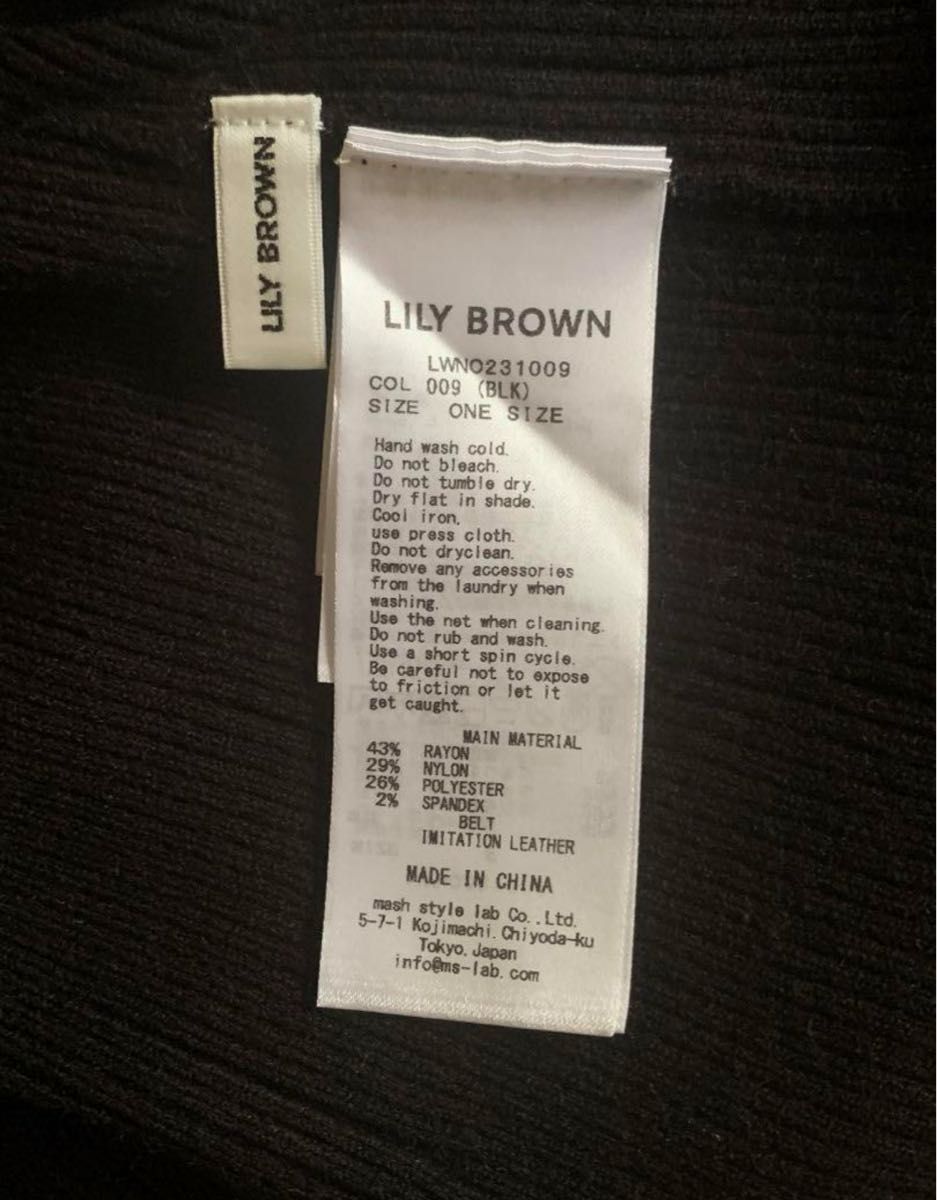 LILY BROWN
LILY BROWN
LWNO231009
COL 009 (BLK)
SIZE ONE SIZE
Hand wash cold.
Do not bleach.
Do not tumble dry.
Dry flat in shade.
Cool iron,
use press cloth.
Do not dryclean.
Remove any accessories
from the laundry when
washing.
Use the net when cleaning.
Do not rub and wash.
Use a short spin cycle.
Be careful not to expose
to friction or let it
get caught.
MAIN MATERIAL
43% RAYON
29% NYLON
26% POLYESTER
2% SPANDEX
BELT
IMITATION LEATHER
MADE IN CHINA
mash style lab Co.,Ltd.
5-7-1 Kojimachi, Chiyoda-ku
Tokyo, Japan
info@ms-lab.com